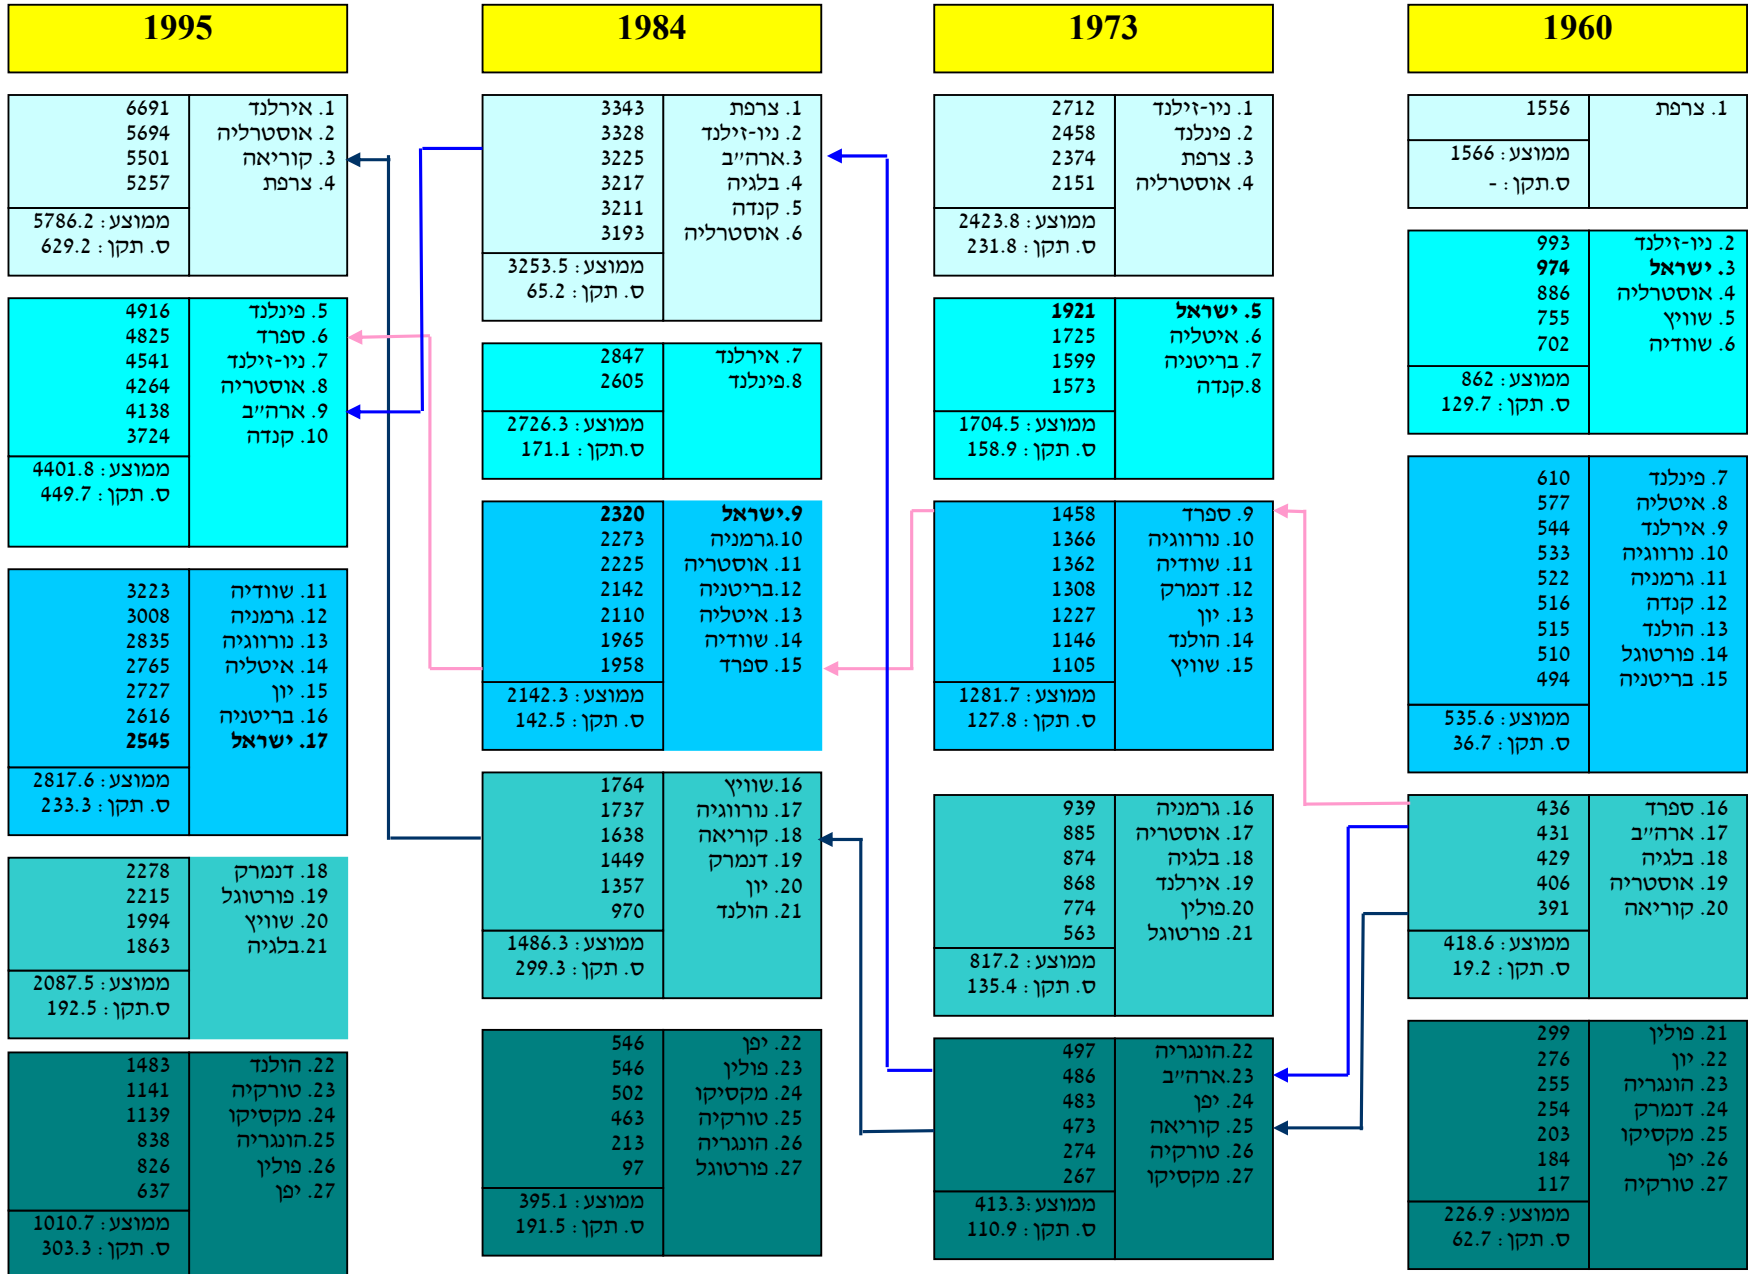 1960
1. צרפת 1556
ממוצע: 1566
ס.תקן: -
2. ניו-זילנד 993
3. ישראל 974
4. אוסטרליה 886
5. שוויץ 755
6. שוודיה 702
ממוצע: 862
ס. תקן: 129.7
7. פינלנד 610
8. איטליה 577
9. אירלנד 544
10. נורווגיה 533
11. גרמניה 522
12. קנדה 516
13. הולנד 515
14. פורטוגל 510
15. בריטניה 494
ממוצע: 535.6
ס. תקן: 36.7
16. ספרד 436
17. ארה״ב 431
18. בלגיה 429
19. אוסטריה 406
20. קוריאה 391
ממוצע: 418.6
ס. תקן: 19.2
21. פולין 299
22. יון 276
23. הונגריה 255
24. דנמרק 254
25. מקסיקו 203
26. יפן 184
27. טורקיה 117
ממוצע: 226.9
ס. תקן: 62.7
1973
1. ניו-זילנד 2712
2. פינלנד 2458
3. צרפת 2374
4. אוסטרליה 2151
ממוצע: 2423.8
ס. תקן: 231.8
5. ישראל 1921
6. איטליה 1725
7. בריטניה 1599
8.קנדה 1573
ממוצע: 1704.5
ס. תקן: 158.9
9. ספרד 1458
10. נורווגיה 1366
11. שוודיה 1362
12. דנמרק 1308
13. יון 1227
14. הולנד 1146
15. שוויץ 1105
ממוצע: 1281.7
ס. תקן: 127.8
16. גרמניה 939
17. אוסטריה 885
18. בלגיה 874
19. אירלנד 868
20.פולין 774
21. פורטוגל 563
ממוצע: 817.2
ס. תקן: 135.4
22.הונגריה 497
23.ארה״ב 486
24. יפן 483
25. קוריאה 473
26. טורקיה 274
27. מקסיקו 267
ממוצע:413.3
ס. תקן: 110.9
1984
1. צרפת 3343
2. ניו-זילנד 3328
3.ארה״ב 3225
4. בלגיה 3217
5. קנדה 3211
6. אוסטרליה 3193
ממוצע: 3253.5
ס. תקן: 65.2
7. אירלנד 2847
8.פינלנד 2605
ממוצע: 2726.3
ס.תקן: 171.1
9.ישראל 2320
10.גרמניה 2273
11. אוסטריה 2225
12.בריטניה 2142
13. איטליה 2110
14. שוודיה 1965
15. ספרד 1958
ממוצע: 2142.3
ס. תקן: 142.5
16.שוויץ 1764
17. נורווגיה 1737
18. קוריאה 1638
19. דנמרק 1449
20. יון 1357
21. הולנד 970
ממוצע: 1486.3
ס. תקן: 299.3
22. יפן 546
23. פולין 546
24. מקסיקו 502
25. טורקיה 463
26. הונגריה 213
27. פורטוגל 97
ממוצע: 395.1
ס. תקן: 191.5
1995
1. אירלנד 6691
2. אוסטרליה 5694
3. קוריאה 5501
4. צרפת 5257
ממוצע: 5786.2
ס. תקן: 629.2
5. פינלנד 4916
6. ספרד 4825
7. ניו-זילנד 4541
8. אוסטריה 4264
9. ארה״ב 4138
10. קנדה 3724
ממוצע: 4401.8
ס. תקן: 449.7
11. שוודיה 3223
12. גרמניה 3008
13. נורווגיה 2835
14. איטליה 2765
15. יון 2727
16. בריטניה 2616
17. ישראל 2545
ממוצע: 2817.6
ס. תקן: 233.3
18. דנמרק 2278
19. פורטוגל 2215
20. שוויץ 1994
21.בלגיה 1863
ממוצע: 2087.5
ס.תקן: 192.5
22. הולנד 1483
23. טורקיה 1141
24. מקסיקו 1139
25.הונגריה 838
26. פולין 826
27. יפן 637
ממוצע: 1010.7
ס. תקן: 303.3